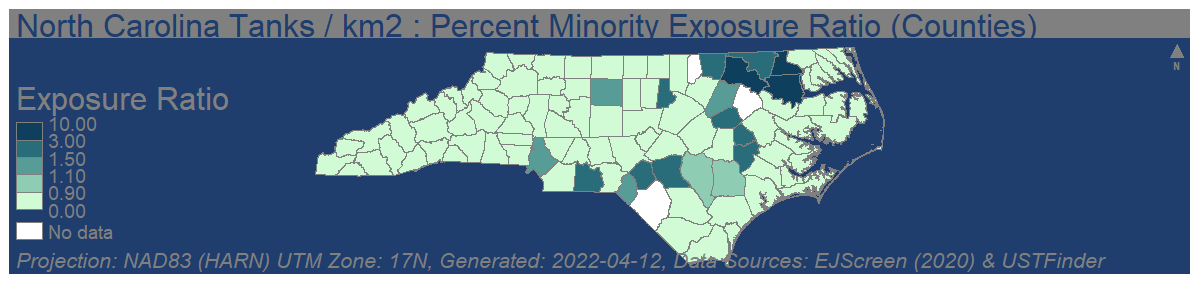 North Carolina Tanks / km2 : Percent Minority Exposure Ratio (Counties)
N
Exposure Ratio
10.00
3.00
1.50
1.10
0.90
0.00
No data
Projection: NAD83 (HARN) UTM Zone: 17N, Generated: 2022-04-12, Data Sources: EJScreen (2020) & USTFinder